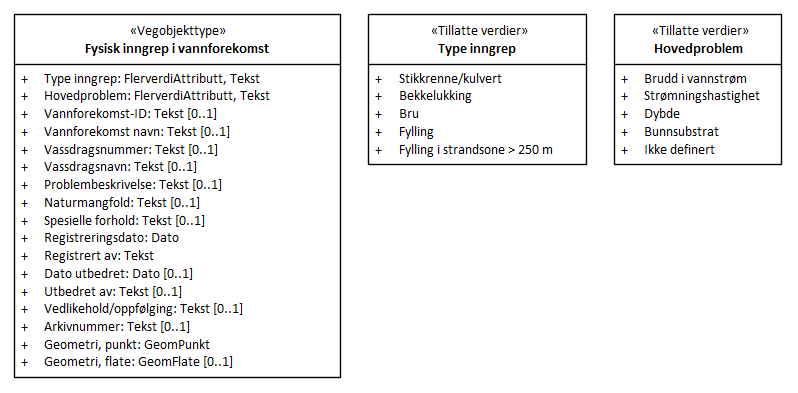 «Vegobjekttype»
Fysisk inngrep i vannforekomst
+ Type inngrep: FlerverdiAttributt, Tekst
+ Hovedproblem: FlerverdiAttributt, Tekst
+ Vannforekomst-ID: Tekst [0..1]
+ Vannforekomst navn: Tekst [0..1]
+ Vassdragsnummer: Tekst [0..1]
+ Vassdragsnavn: Tekst [0..1]
+ Problembeskrivelse: Tekst [0..1]
+ Naturmangfold: Tekst [0..1]
+ Spesielle forhold: Tekst [0..1]
+ Registreringsdato: Dato
+ Registrert av: Tekst
+ Dato utbedret: Dato [0..1]
+ Utbedret av: Tekst [0..1]
+ Vedlikehold/oppfølging: Tekst [0..1]
+ Arkivnummer: Tekst [0..1]
+ Geometri, punkt: GeomPunkt
+ Geometri, flate: GeomFlate [0..1]
«Tillatte verdier»
Type inngrep
+ Stikkrenne/kulvert
+ Bekkelukking
+ Bru
+ Fylling
+ Fylling i strandsone > 250 m
«Tillatte verdier»
Hovedproblem
+ Brudd i vannstrøm
+ Strømningshastighet
+ Dybde
+ Bunnsubstrat
+ Ikke definert